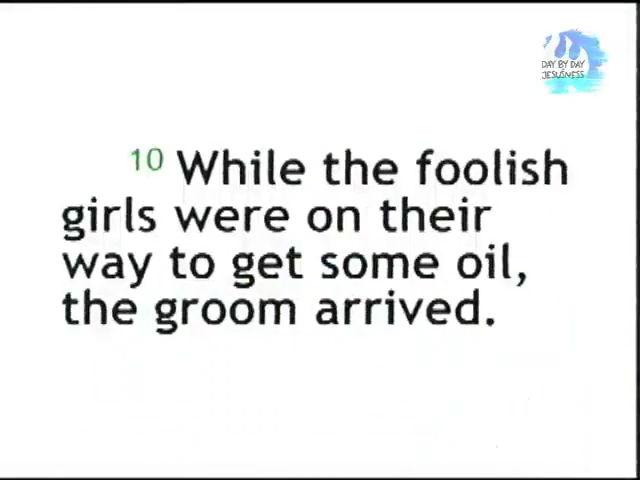 DAY BY DAY
JESUSNESS
10 While the foolish
girls were on their
way to get some oil,
the groom arrived.